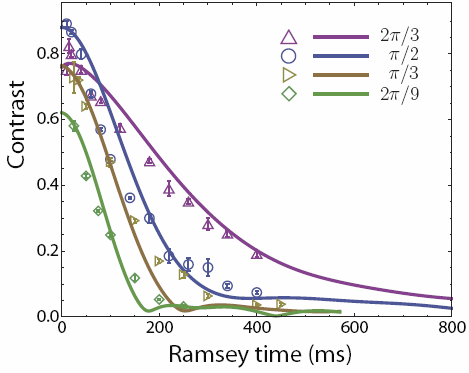 2π/3
π/2
π/3
2π/9
Contrast
0.8
0.6
0.4
0.2
0.0
0 200 400 600 800
Ramsey time (ms)